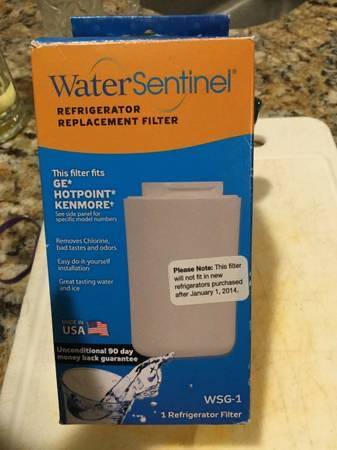 WaterSentinel®
REFRIGERATOR
REPLACEMENT FILTER
This filter fits
GE*
HOTPOINT*
KENMORE+
See side panel for
specific model numbers
Removes Chlorine,
bad tastes and odors
Easy do-it-yourself
installation
Great tasting water
and ice
Please Note: This filter
will not fit in new
refrigerators purchased
after January 1, 2014.
MADE IN
USA
Unconditional 90 day
money back guarantee
WSG-1
1 Refrigerator Filter